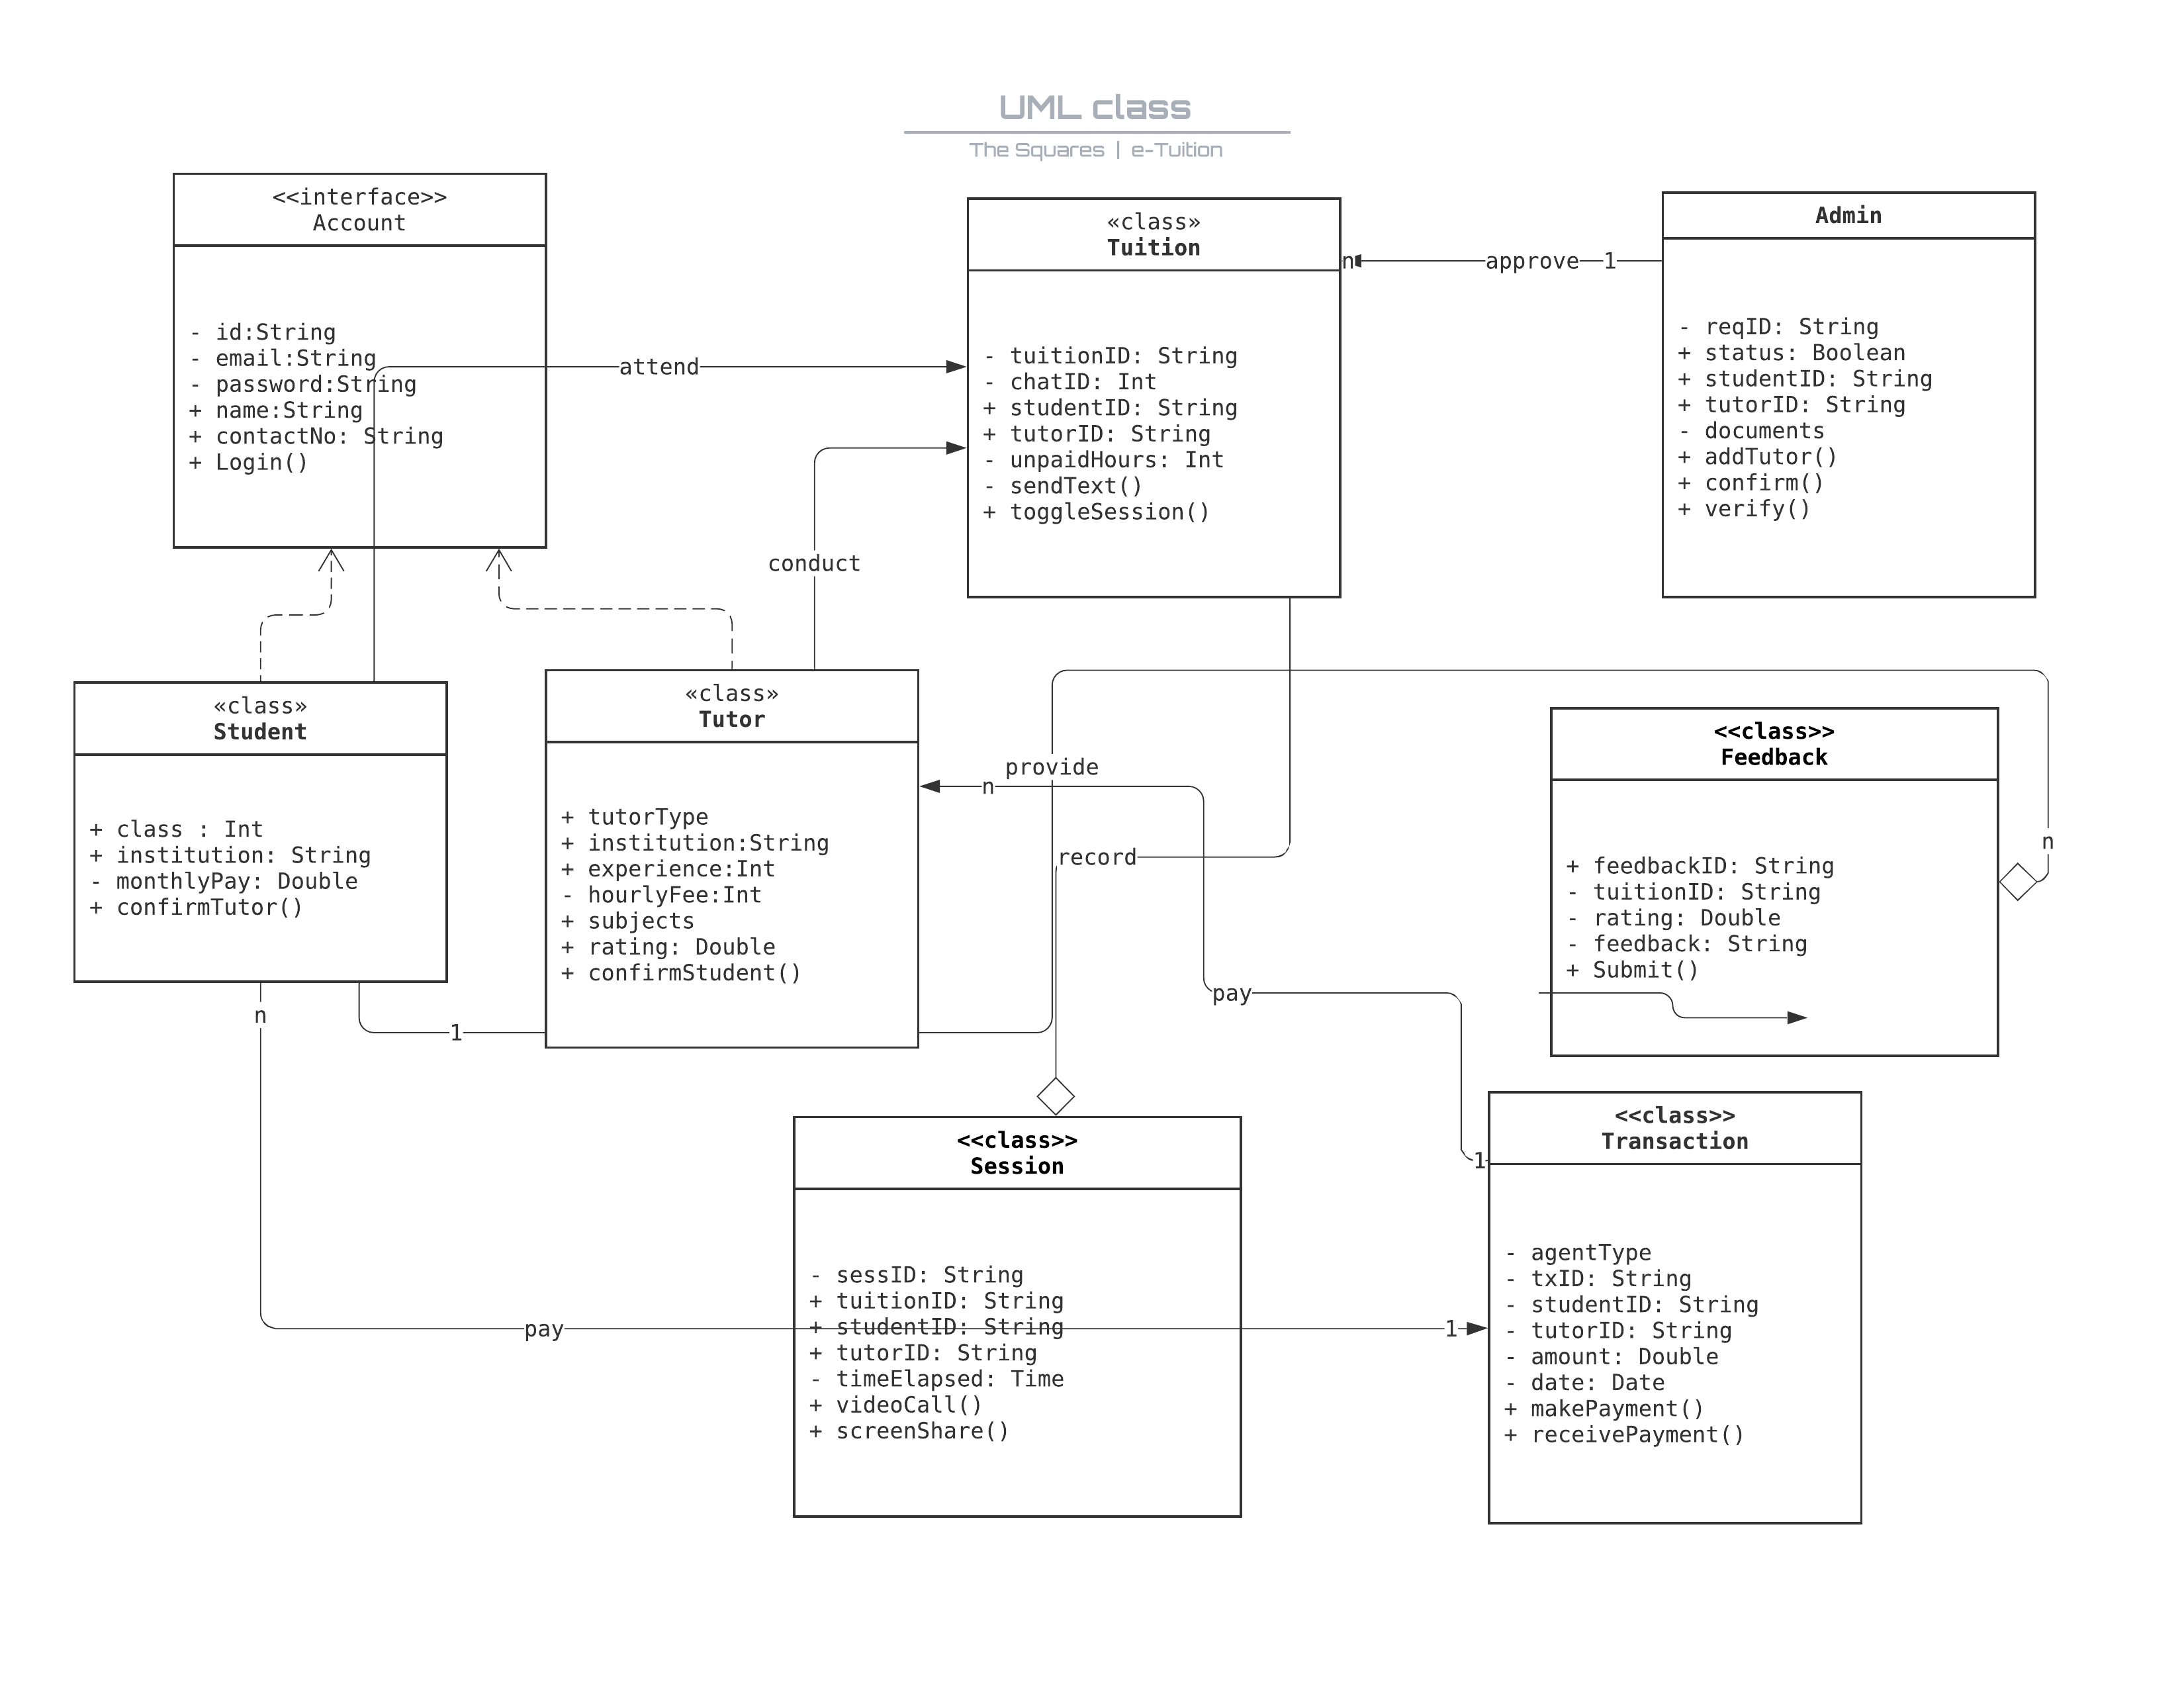 UML class
The Squares | e-Tuition
<<interface>>
Account
- id:String
- email:String
- password:String
+ name:String
+ contactNo: String
+ Login()
«class»
Tuition
- tuitionID: String
- chatID: Int
+ studentID: String
+ tutorID: String
- unpaidHours: Int
- sendText()
+ toggleSession()
n
approve
1
Admin
- reqID: String
+ status: Boolean
+ studentID: String
+ tutorID: String
- documents
+ addTutor()
+ confirm()
+ verify()
attend
conduct
«class»
Student
+ class : Int
+ institution: String
- monthlyPay: Double
+ confirmTutor()
«class»
Tutor
+ tutorType
+ institution:String
+ experience:Int
- hourlyFee:Int
+ subjects
+ rating: Double
+ confirmStudent()
provide
n
record
<<class>>
Feedback
+ feedbackID: String
- tuitionID: String
- rating: Double
- feedback: String
+ Submit()
n
n
1
pay
1
<<class>>
Session
- sessID: String
+ tuitionID: String
+ studentID: String
+ tutorID: String
- timeElapsed: Time
+ videoCall()
+ screenShare()
pay
1
<<class>>
Transaction
- agentType
- txID: String
- studentID: String
- tutorID: String
- amount: Double
- date: Date
+ makePayment()
+ receivePayment()